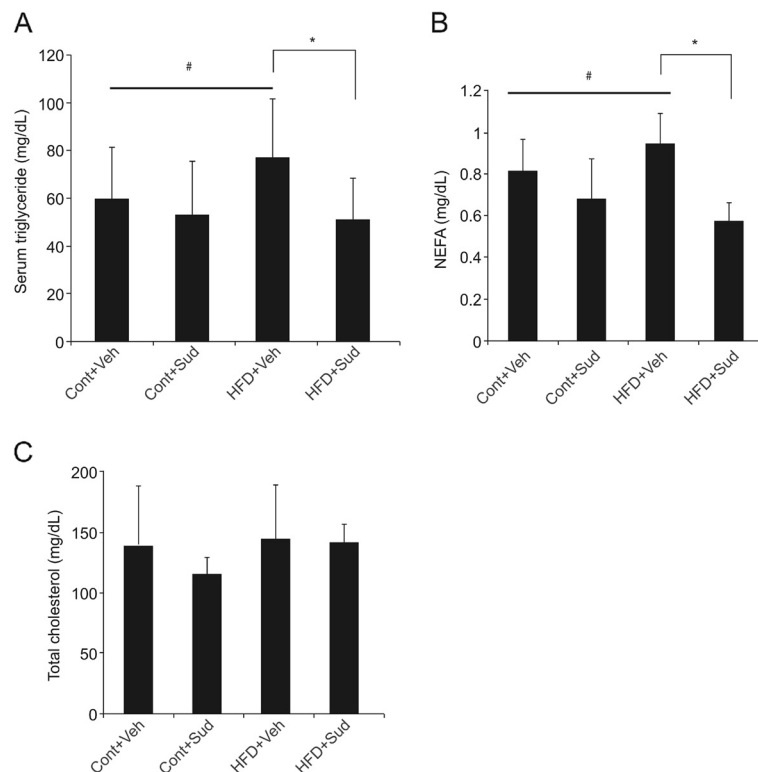 A
Serum triglyceride (mg/dL)
120
100
80
60
40
20
0
#
*
Cont+Veh
Cont+Sud
HFD+Veh
HFD+Sud
B
NEFA (mg/dL)
1.2
1
0.8
0.6
0.4
0.2
0
#
*
Cont+Veh
Cont+Sud
HFD+Veh
HFD+Sud
C
Total cholesterol (mg/dL)
200
150
100
50
0
Cont+Veh
Cont+Sud
HFD+Veh
HFD+Sud